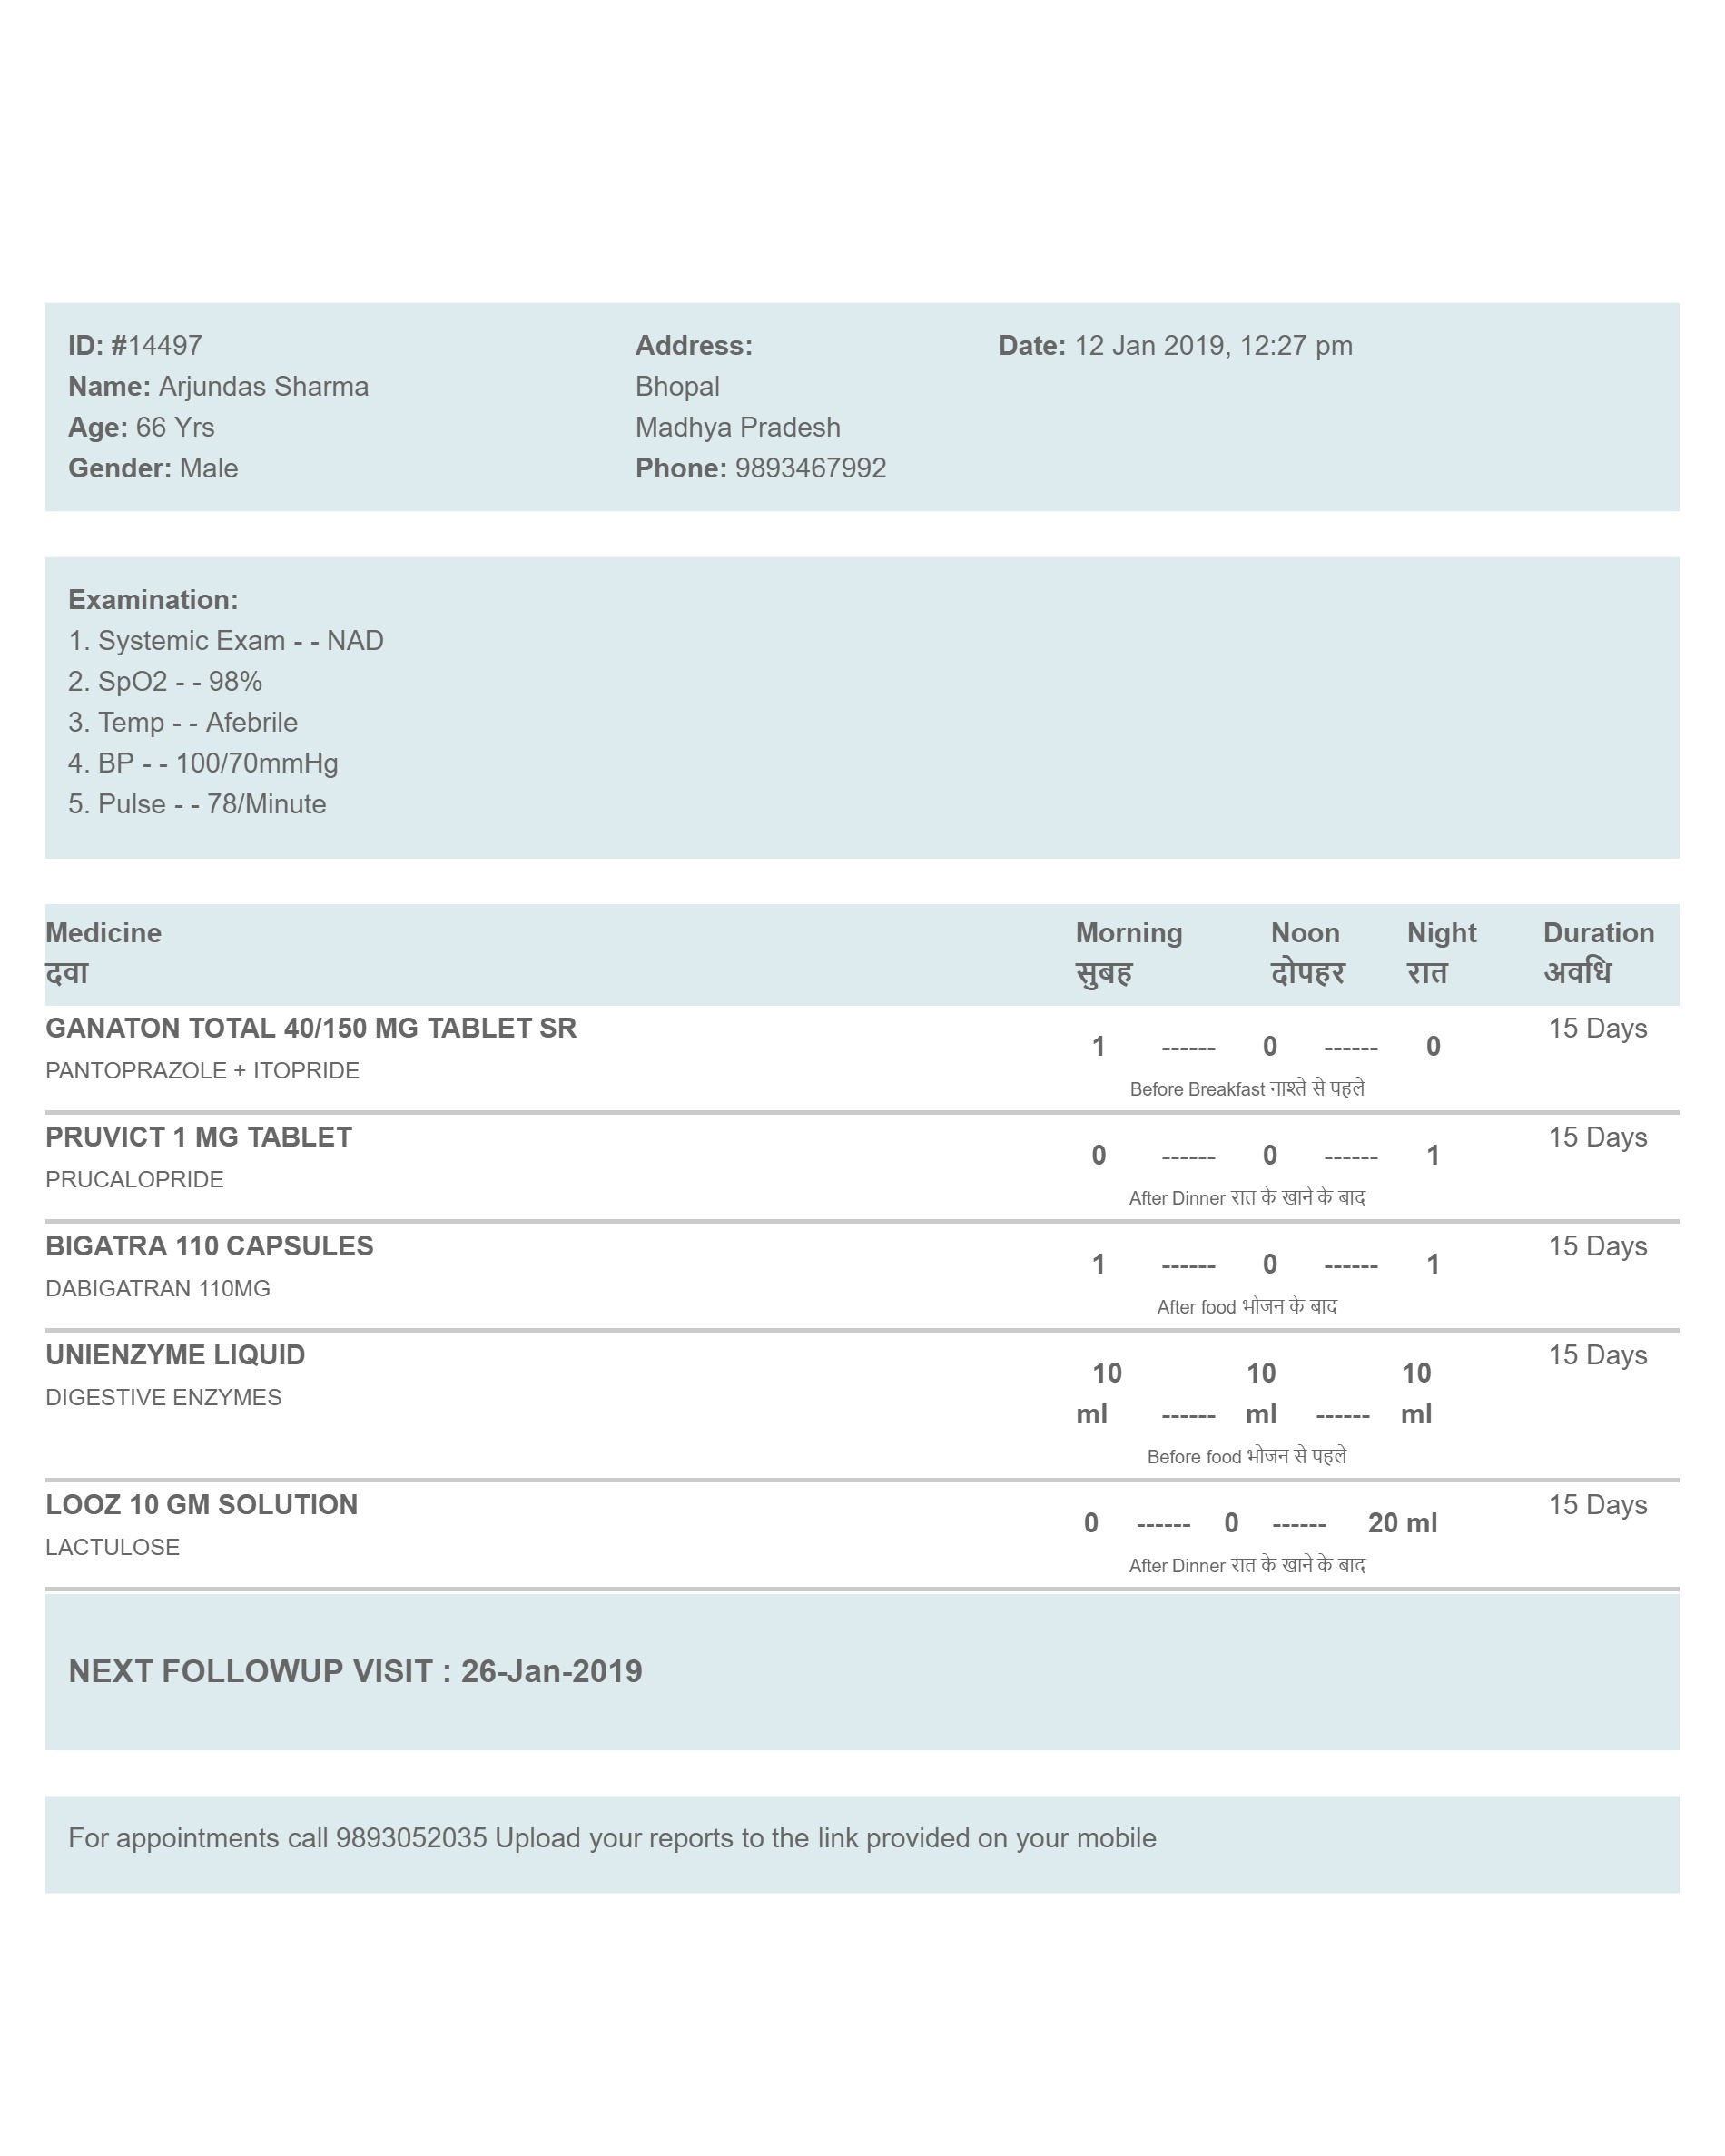 ID: #14497
Name: Arjundas Sharma
Age: 66 Yrs
Gender: Male
Address:
Bhopal
Madhya Pradesh
Phone: 9893467992
Date: 12 Jan 2019, 12:27 pm
Examination:
1. Systemic Exam - - NAD
2. SpO2 - - 98%
3. Temp - - Afebrile
4. BP - - 100/70mmHg
5. Pulse - - 78/Minute
Medicine Morning Noon Night Duration
दवा सुबह दोपहर रात अवधि
GANATON TOTAL 40/150 MG TABLET SR 15 Days
1 ------ 0 ------ 0
PANTOPRAZOLE + ITOPRIDE
Before Breakfast नाश्ते से पहले
PRUVICT 1 MG TABLET 15 Days
0 ------ 0 ------ 1
PRUCALOPRIDE
After Dinner रात के खाने के बाद
BIGATRA 110 CAPSULES 15 Days
1 ------ 0 ------ 1
DABIGATRAN 110MG
After food भोजन के बाद
UNIENZYME LIQUID 15 Days
10 10 10
DIGESTIVE ENZYMES
ml ------ ml ------ ml
Before food भोजन से पहले
LOOZ 10 GM SOLUTION 15 Days
0 ------ 0 ------ 20 ml
LACTULOSE
After Dinner रात के खाने के बाद
NEXT FOLLOWUP VISIT : 26-Jan-2019
For appointments call 9893052035 Upload your reports to the link provided on your mobile